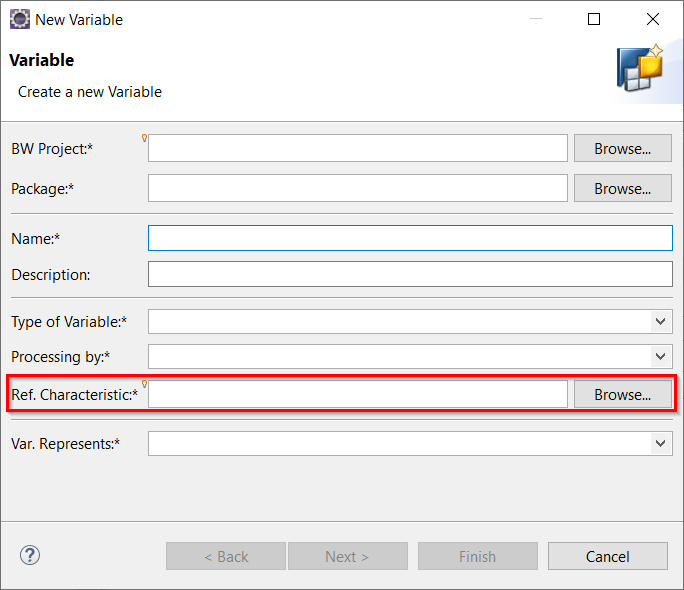 New Variable
Variable
Create a new Variable
BW Project:* Browse...
Package:* Browse...
Name:*
Description:
Type of Variable:*
Processing by:*
Ref. Characteristic:* Browse...
Var. Represents:*
? < Back Next > Finish Cancel